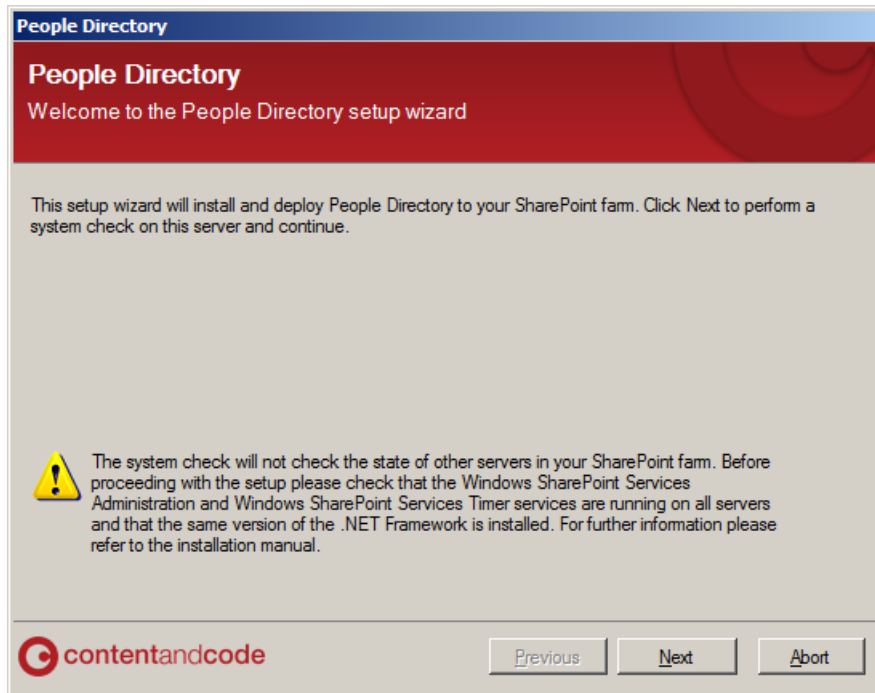 People Directory
People Directory
Welcome to the People Directory setup wizard
This setup wizard will install and deploy People Directory to your SharePoint farm. Click Next to perform a
system check on this server and continue.
The system check will not check the state of other servers in your SharePoint farm. Before
proceeding with the setup please check that the Windows SharePoint Services
Administration and Windows SharePoint Services Timer services are running on all servers
and that the same version of the .NET Framework is installed. For further information please
refer to the installation manual.
contentandcode
Previous
Next
Abort